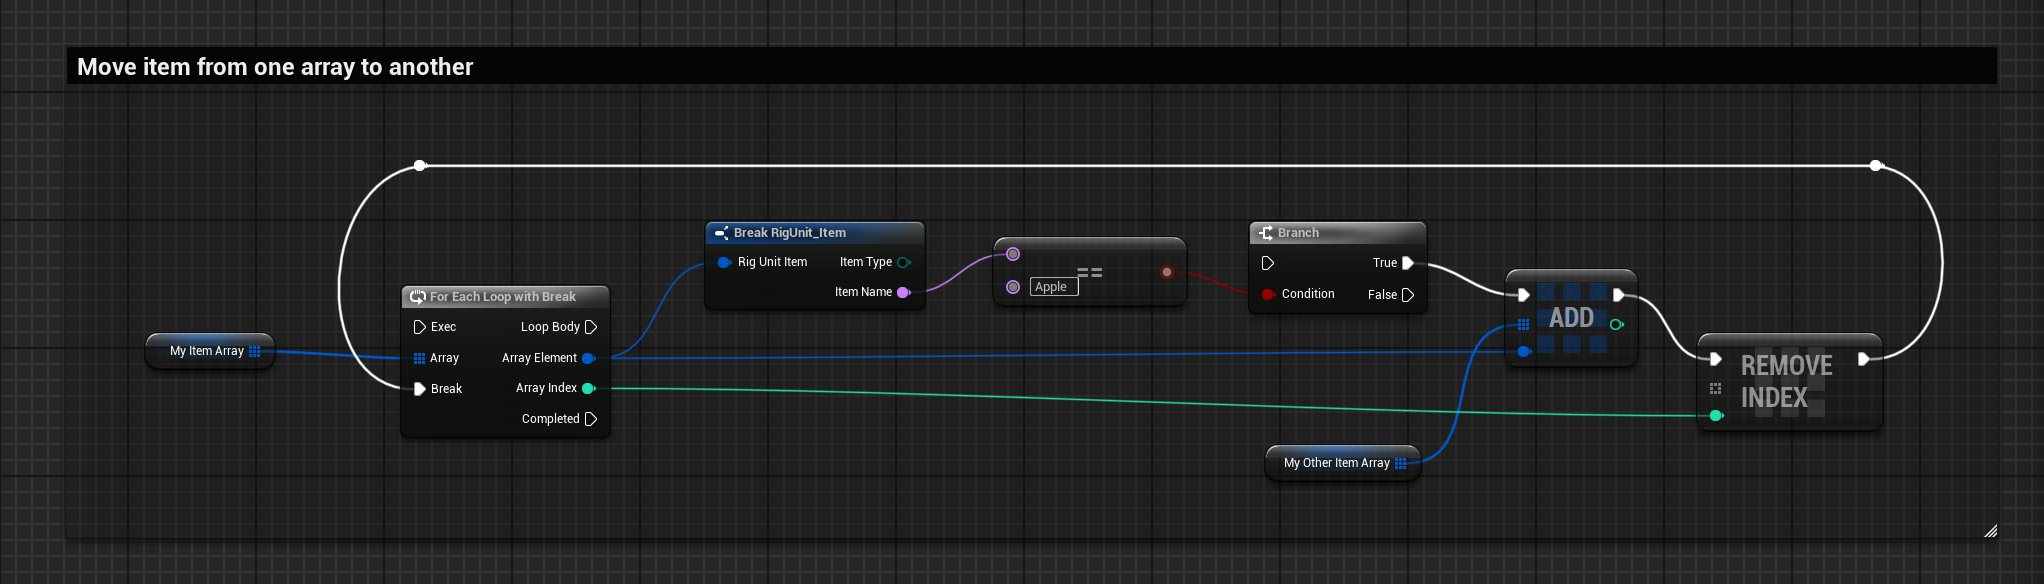 Move item from one array to another
Break RigUnit_Item
Rig Unit Item
Item Type
Item Name
==
Apple
Branch
True
Condition
False
For Each Loop with Break
Exec
Loop Body
Array
Array Element
Break
Array Index
Completed
My Item Array
ADD
REMOVE
INDEX
My Other Item Array